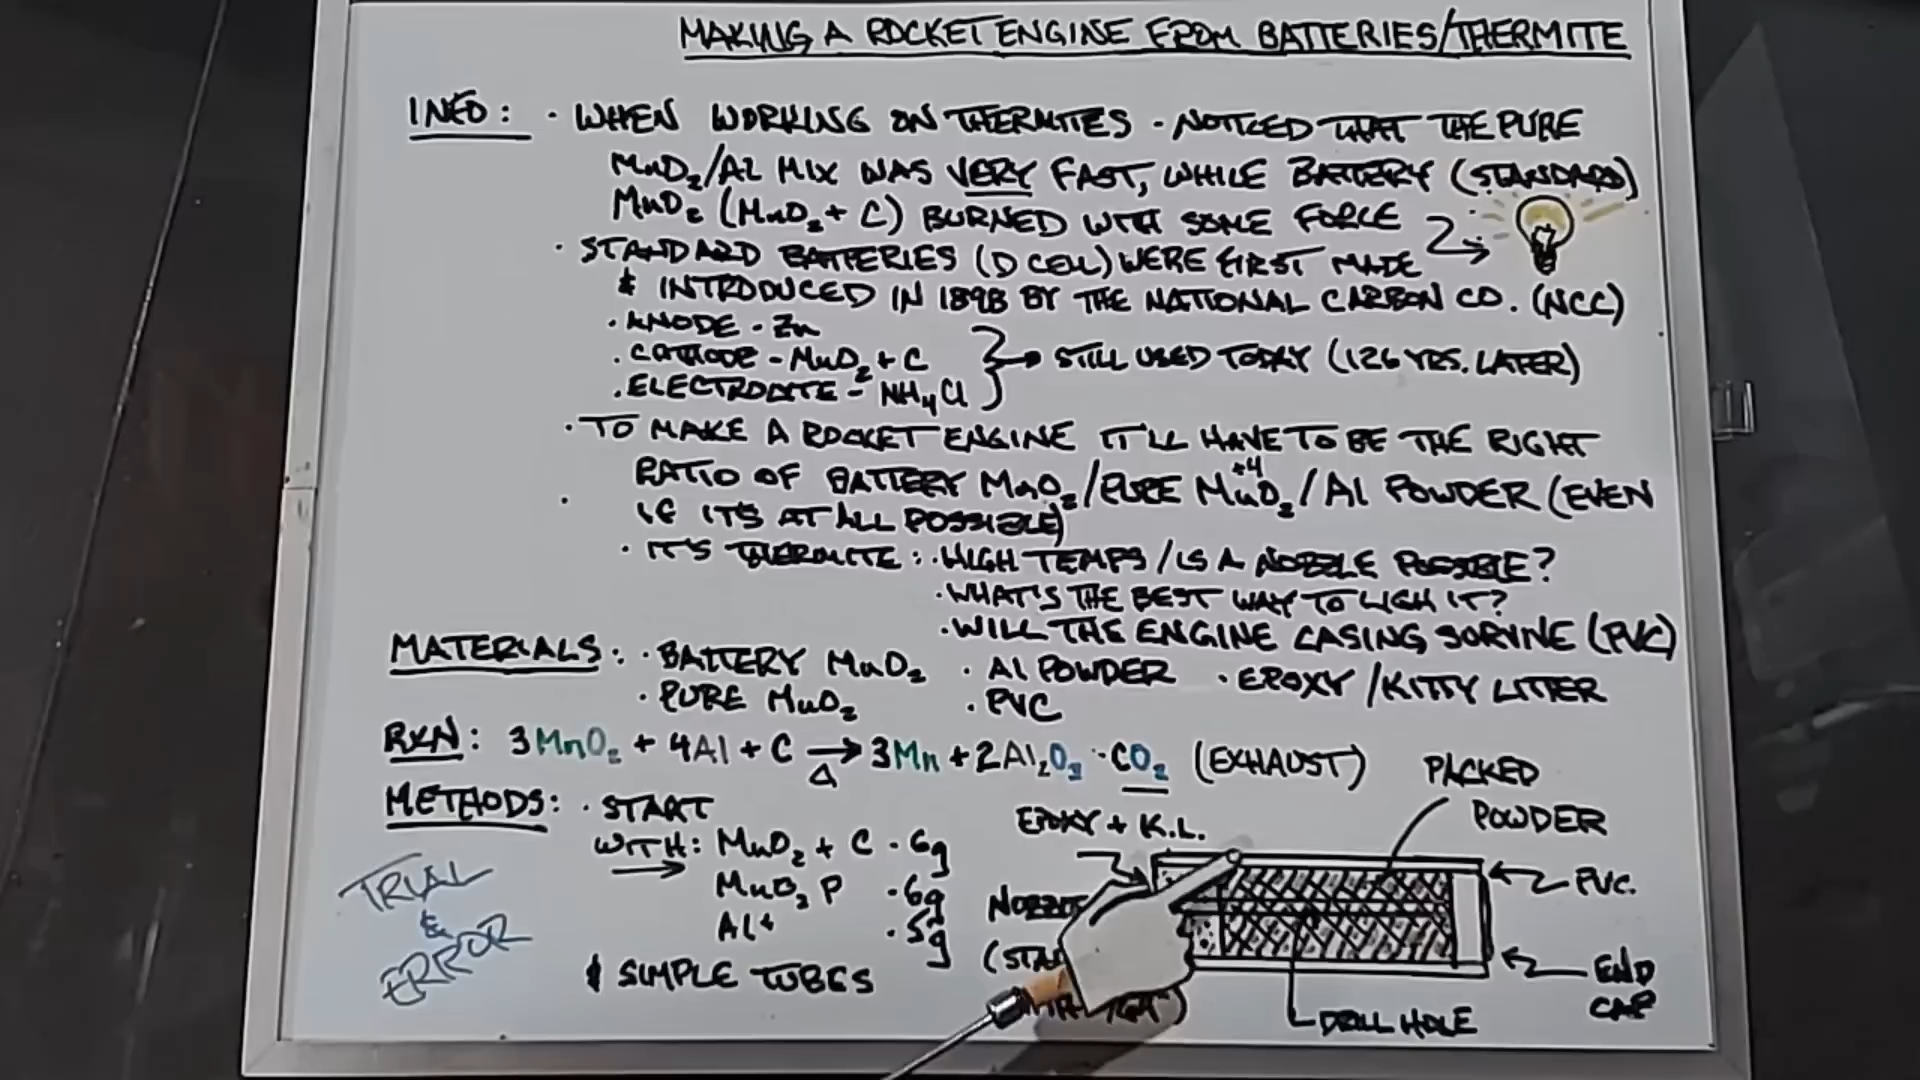 MAKING A ROCKET ENGINE FROM BATTERIES/THERMITE
INFO: · WHEN WORKING ON THERMITES · NOTICED THAT THE PURE
MnO₂/Al MIX WAS VERY FAST, WHILE BATTERY (STANDARD)
MnO₂ (MnO₂ + C) BURNED WITH SOME FORCE
· STANDARD BATTERIES (D CELL) WERE FIRST MADE
& INTRODUCED IN 1898 BY THE NATIONAL CARBON CO. (NCC)
· ANODE - Zn
· CATHODE - MnO₂ + C → STILL USED TODAY (126 YRS. LATER)
· ELECTROLYTE - NH₄Cl
· TO MAKE A ROCKET ENGINE IT'LL HAVE TO BE THE RIGHT
RATIO OF BATTERY MnO₂/PURE Mn⁺⁴O₂/Al POWDER (EVEN
IF IT'S AT ALL POSSIBLE)
· IT'S THERMITE: · HIGH TEMPS/IS A NOZZLE POSSIBLE?
· WHAT'S THE BEST WAY TO LIGH IT?
· WILL THE ENGINE CASING SURVINE (PVC)
MATERIALS: · BATTERY MnO₂ · Al POWDER · EPOXY/KITTY LITTER
· PURE MnO₂ · PVC
RXN: 3MnO₂ + 4Al + C →Δ 3Mn + 2Al₂O₃ · CO₂ (EXHAUST)
PACKED
POWDER
METHODS: · START
WITH: MnO₂ + C - 6g
MnO₂ P - 6g
Al+ - 5g
& SIMPLE TUBES
TRIAL
&
ERROR
EPOXY + K.L.
PVC.
END
CAP
DRILL HOLE